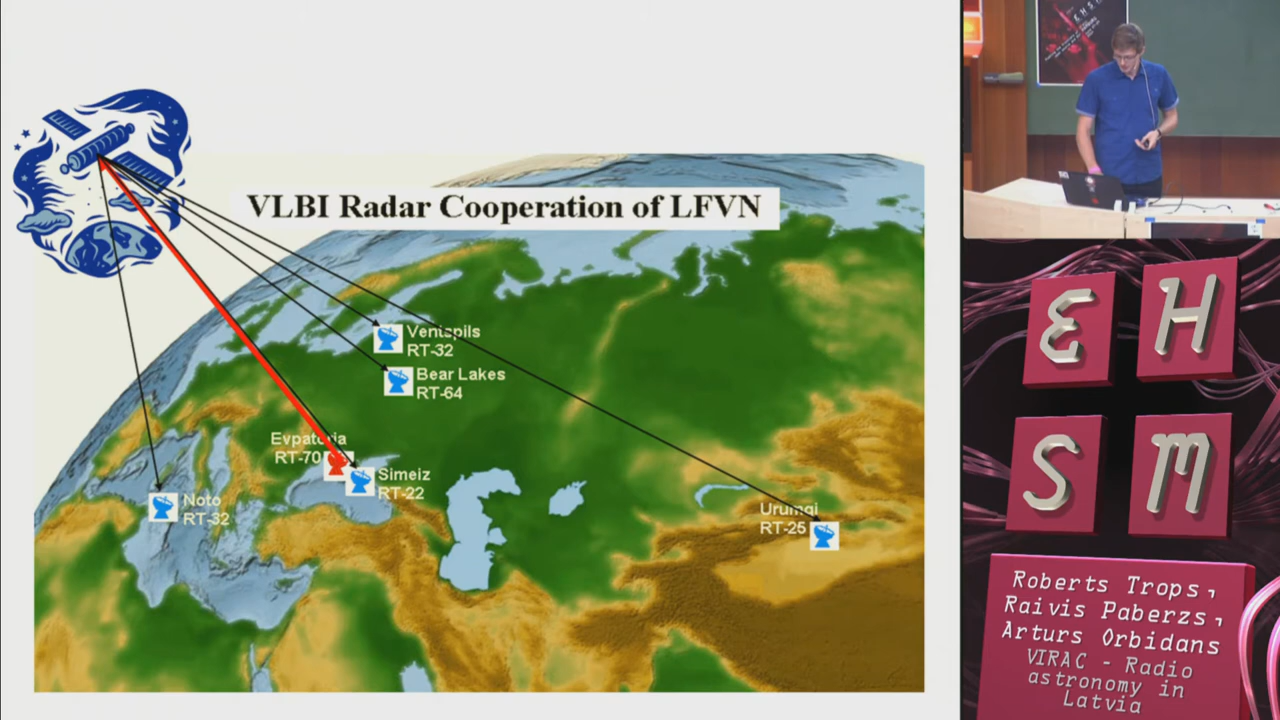 VLBI Radar Cooperation of LFVN
Ventspils
RT-32
Bear Lakes
RT-64
Evpatoria
RT-70
Simeiz
RT-22
Noto
RT-32
Urumqi
RT-25
EHSM
E H
S M
Roberts Trops,
Raivis Paberzs,
Arturs Orbidans
VIRAC - Radio
astronomy in
Latvia